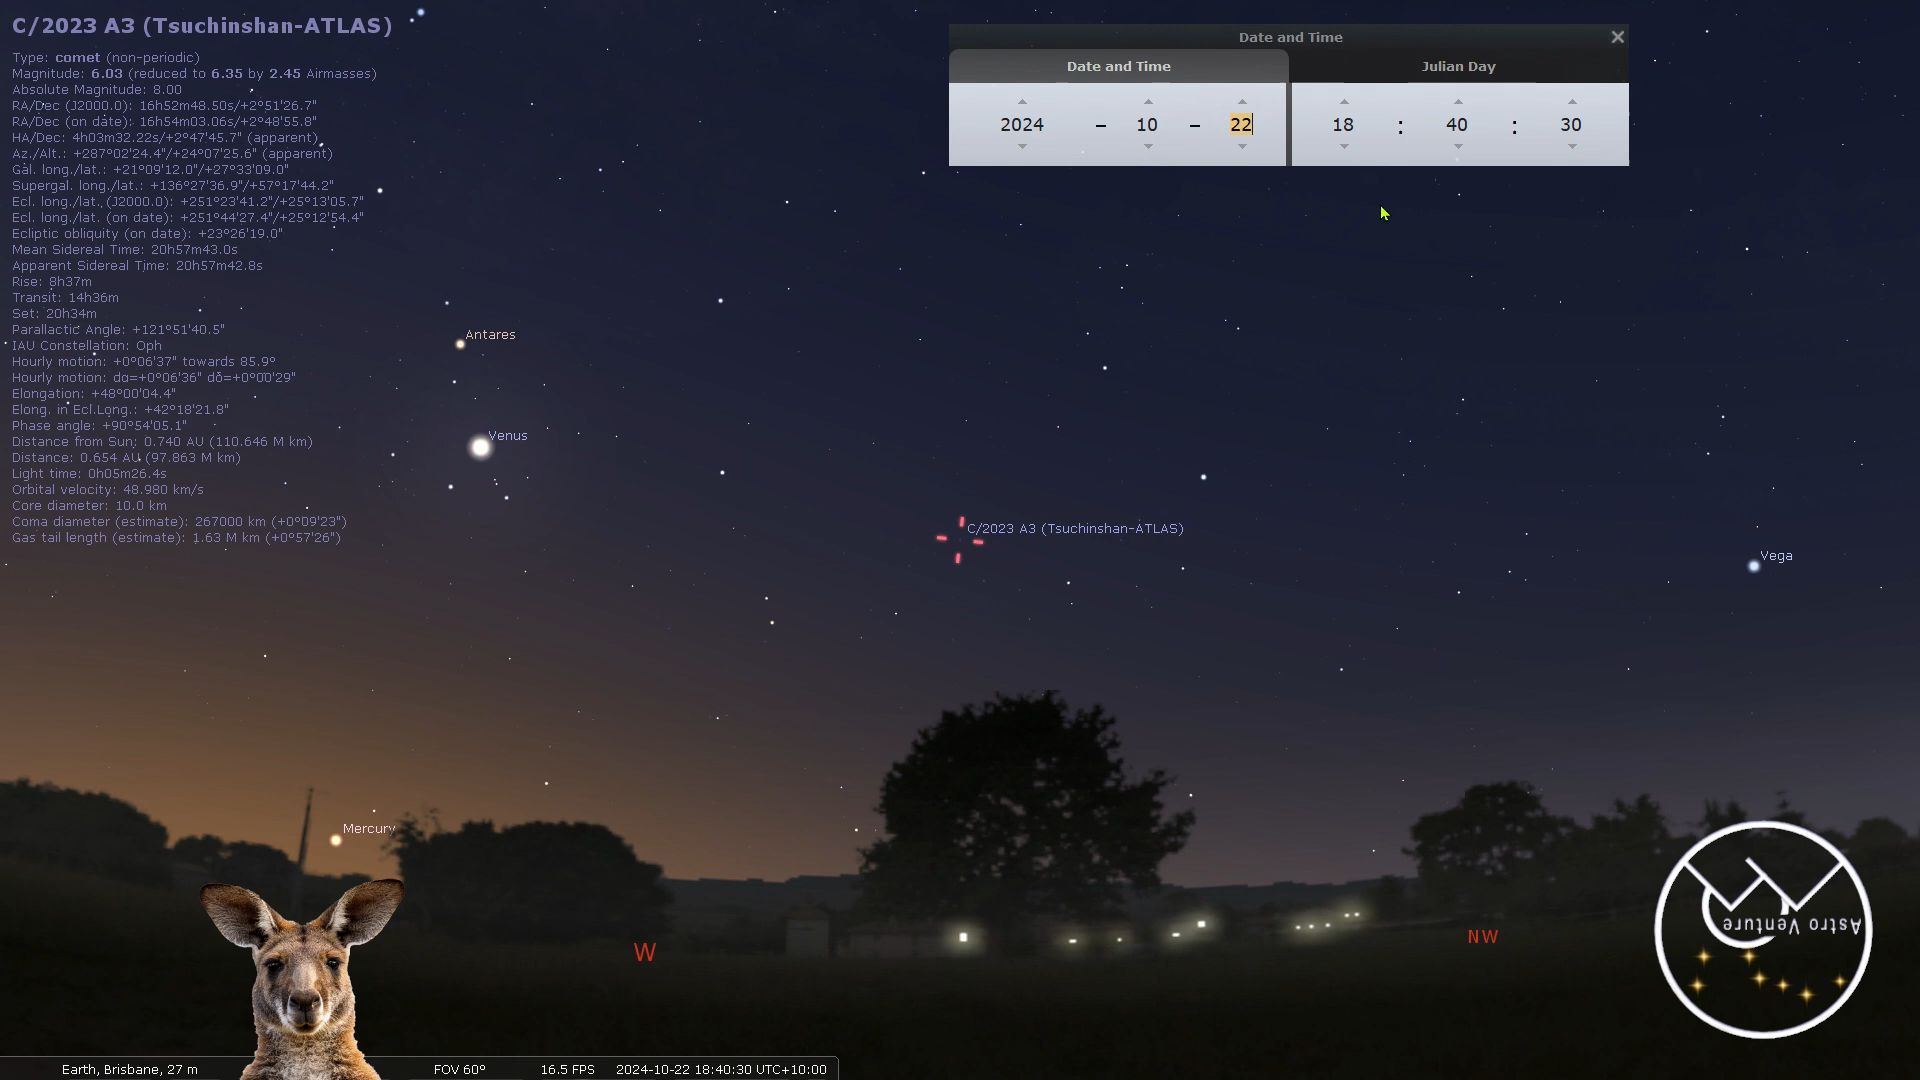 C/2023 A3 (Tsuchinshan-ATLAS)
Type: comet (non-periodic)
Magnitude: 6.03 (reduced to 6.35 by 2.45 Airmasses)
Absolute Magnitude: 8.00
RA/Dec (J2000.0): 16h52m48.50s/+2°51'26.7"
RA/Dec (on date): 16h54m03.06s/+2°48'55.8"
HA/Dec: 4h03m32.22s/+2°47'45.7" (apparent)
Az./Alt.: +287°02'24.4"/+24°07'25.6" (apparent)
Gal. long./lat.: +21°09'12.0"/+27°33'09.0"
Supergal. long./lat.: +136°27'36.9"/+57°17'44.2"
Ecl. long./lat. (J2000.0): +251°23'41.2"/+25°13'05.7"
Ecl. long./lat. (on date): +251°44'27.4"/+25°12'54.4"
Ecliptic obliquity (on date): +23°26'19.0"
Mean Sidereal Time: 20h57m43.0s
Apparent Sidereal Time: 20h57m42.8s
Rise: 8h37m
Transit: 14h36m
Set: 20h34m
Parallactic Angle: +121°51'40.5"
IAU Constellation: Oph
Hourly motion: +0°06'37" towards 85.9°
Hourly motion: dα=+0°06'36" dδ=+0°00'29"
Elongation: +48°00'04.4"
Elong. in Ecl.Long.: +42°18'21.8"
Phase angle: +90°54'05.1"
Distance from Sun: 0.740 AU (110.646 M km)
Distance: 0.654 AU (97.863 M km)
Light time: 0h05m26.4s
Orbital velocity: 48.980 km/s
Core diameter: 10.0 km
Coma diameter (estimate): 267000 km (+0°09'23")
Gas tail length (estimate): 1.63 M km (+0°57'26")
Date and Time
Date and Time
Julian Day
2024 – 10 – 22
18 : 40 : 30
Antares
Venus
C/2023 A3 (Tsuchinshan-ATLAS)
Vega
Mercury
W
NW
Astro Venture
Earth, Brisbane, 27 m
FOV 60°
16.5 FPS
2024-10-22 18:40:30 UTC+10:00